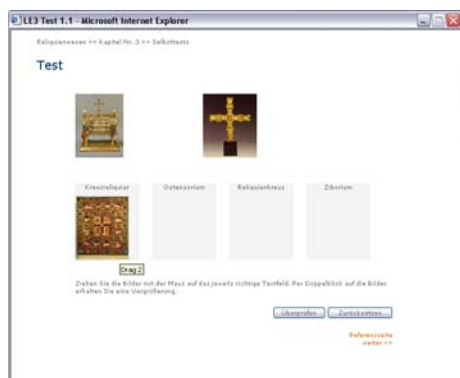 LE3 Test 1.1 - Microsoft Internet Explorer
Reliquienwesen >> Kapitel Nr. 3 >> Selbsttests
Test
Kreuzreliquiar Ostensorium Reliquienkreuz Ziborium
Drag 2
Ziehen Sie die Bilder mit der Maus auf das jeweils richtige Textfeld. Per Doppelklick auf die Bilder
erhalten Sie eine Vergrößerung.
Überprüfen Zurücksetzen
Referenzseite
weiter >>